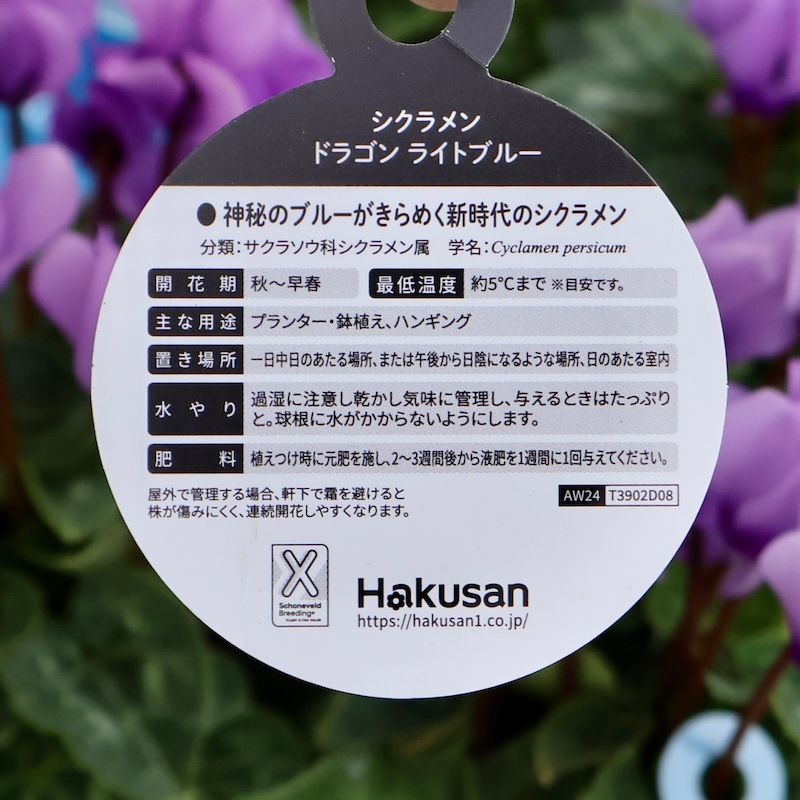 シクラメン
ドラゴン ライトブルー
●神秘のブルーがきらめく新時代のシクラメン
分類:サクラソウ科シクラメン属 学名:Cyclamen persicum
開花期 秋〜早春 最低温度 約5℃まで ※目安です。
主な用途 プランター・鉢植え、ハンギング
置き場所 一日中日のあたる場所、または午後から日陰になるような場所、日のあたる室内
水やり 過湿に注意し乾かし気味に管理し、与えるときはたっぷり
と。球根に水がかからないようにします。
肥料 植えつけ時に元肥を施し、2〜3週間後から液肥を1週間に1回与えてください。
屋外で管理する場合、軒下で霜を避けると
株が傷みにくく、連続開花しやすくなります。
AW24 T3902D08
X
Schoneveld
Breeding+
Hakusan
https://hakusan1.co.jp/